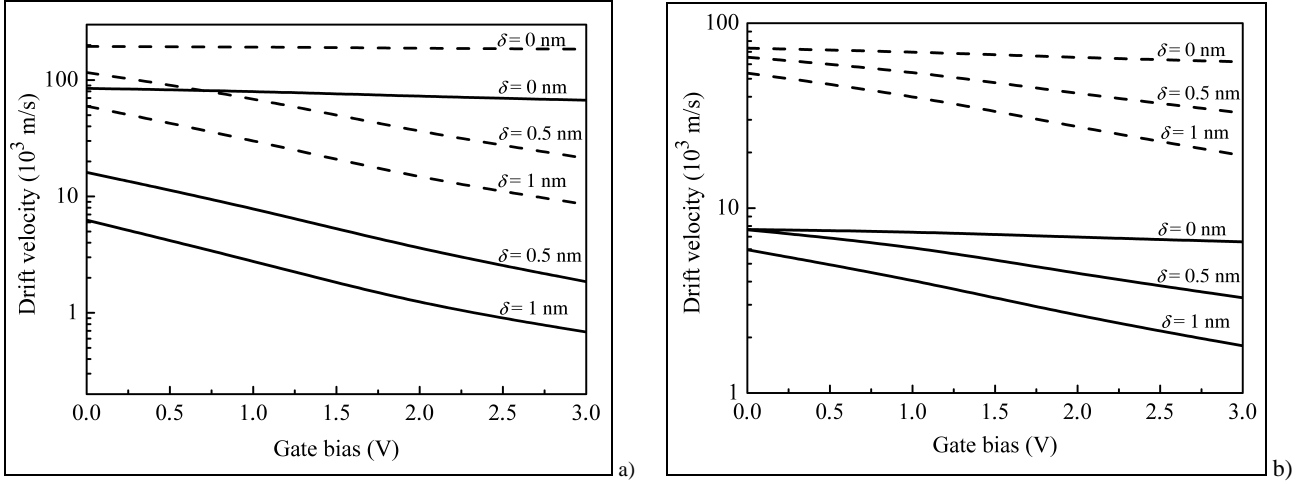 100
10
1
Drift velocity (10³ m/s)
δ = 0 nm
δ = 0 nm
δ = 0.5 nm
δ = 1 nm
δ = 0.5 nm
δ = 1 nm
0.0 0.5 1.0 1.5 2.0 2.5 3.0
Gate bias (V)
a)
100
10
1
Drift velocity (10³ m/s)
δ = 0 nm
δ = 0.5 nm
δ = 1 nm
δ = 0 nm
δ = 0.5 nm
δ = 1 nm
0.0 0.5 1.0 1.5 2.0 2.5 3.0
Gate bias (V)
b)